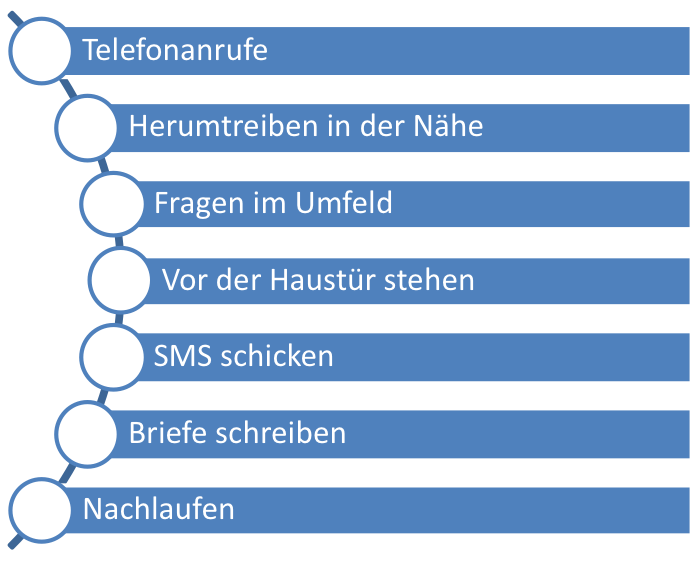 Telefonanrufe
Herumtreiben in der Nähe
Fragen im Umfeld
Vor der Haustür stehen
SMS schicken
Briefe schreiben
Nachlaufen